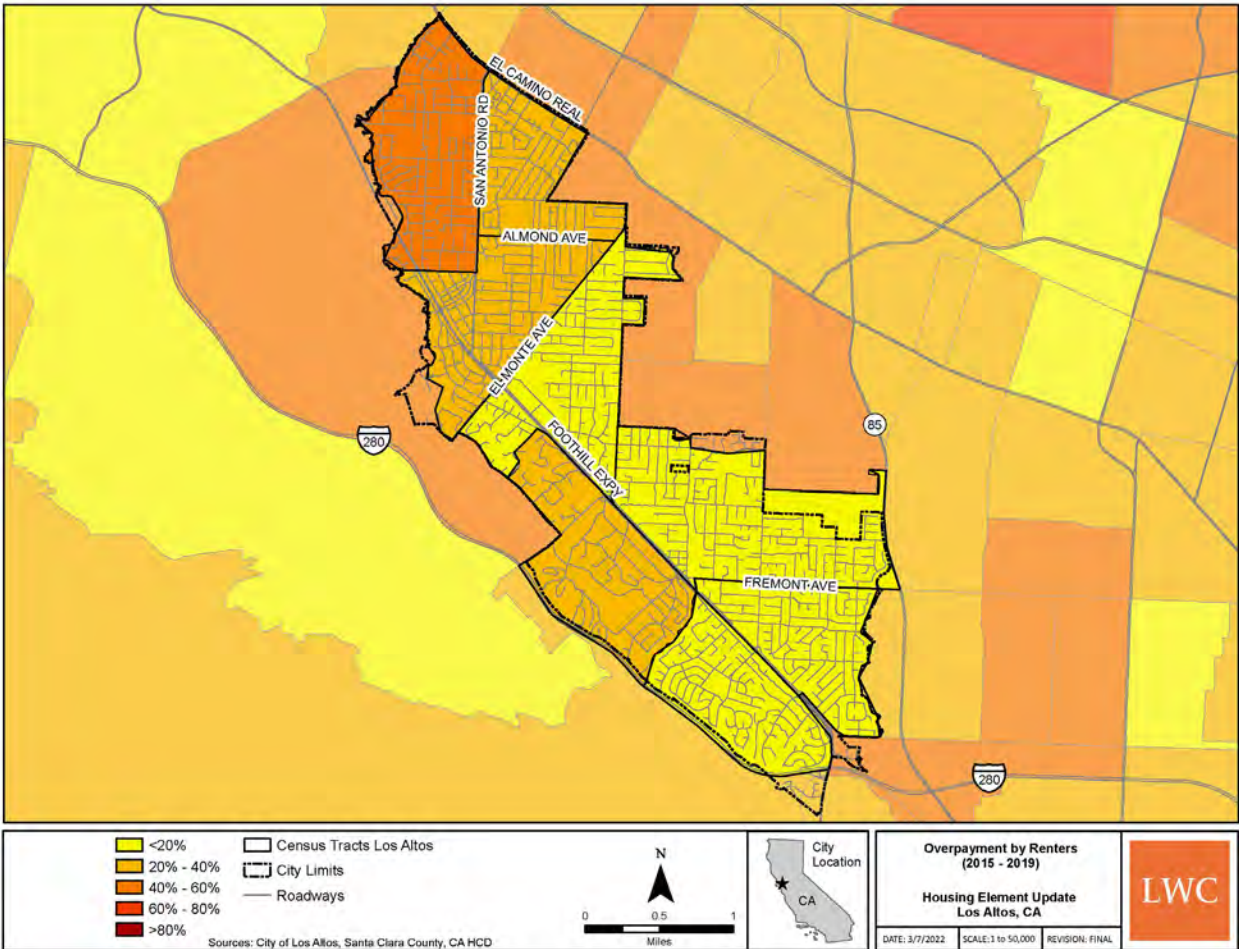 EL CAMINO REAL
SAN ANTONIO RD
ALMOND AVE
EL MONTE AVE
FOOTHILL EXPY
85
280
FREMONT AVE
280
<20%
20% - 40%
40% - 60%
60% - 80%
>80%
Census Tracts Los Altos
City Limits
Roadways
Sources: City of Los Altos, Santa Clara County, CA HCD
N
0 0.5 1
Miles
City
Location
CA
Overpayment by Renters
(2015 - 2019)
Housing Element Update
Los Altos, CA
DATE: 3/7/2022 SCALE:1 to 50,000 REVISION: FINAL
LWC